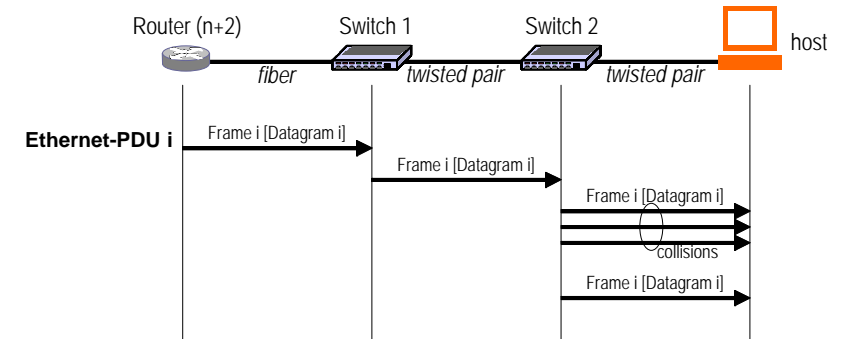 Router (n+2)
Switch 1
Switch 2
host
fiber
twisted pair
twisted pair
Ethernet-PDU i
Frame i [Datagram i]
Frame i [Datagram i]
Frame i [Datagram i]
collisions
Frame i [Datagram i]